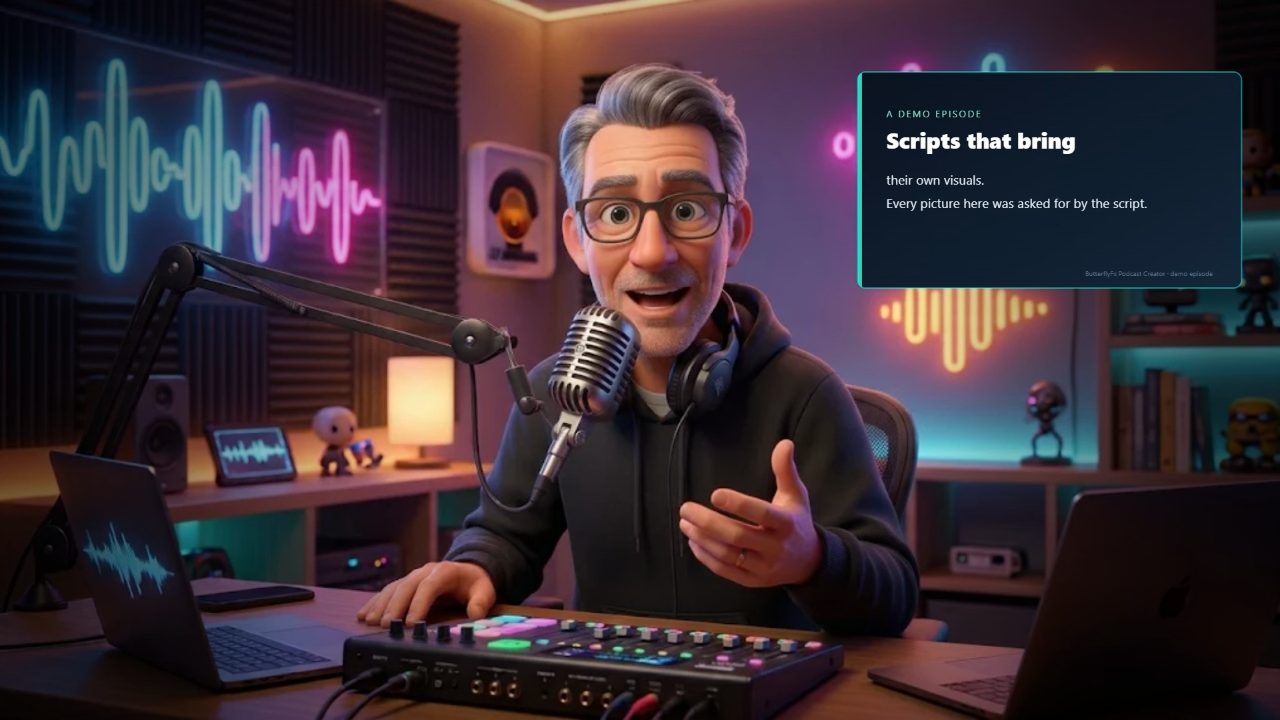 A DEMO EPISODE
Scripts that bring
their own visuals.
Every picture here was asked for by the script.
ButterflyFx Podcast Creator · demo episode